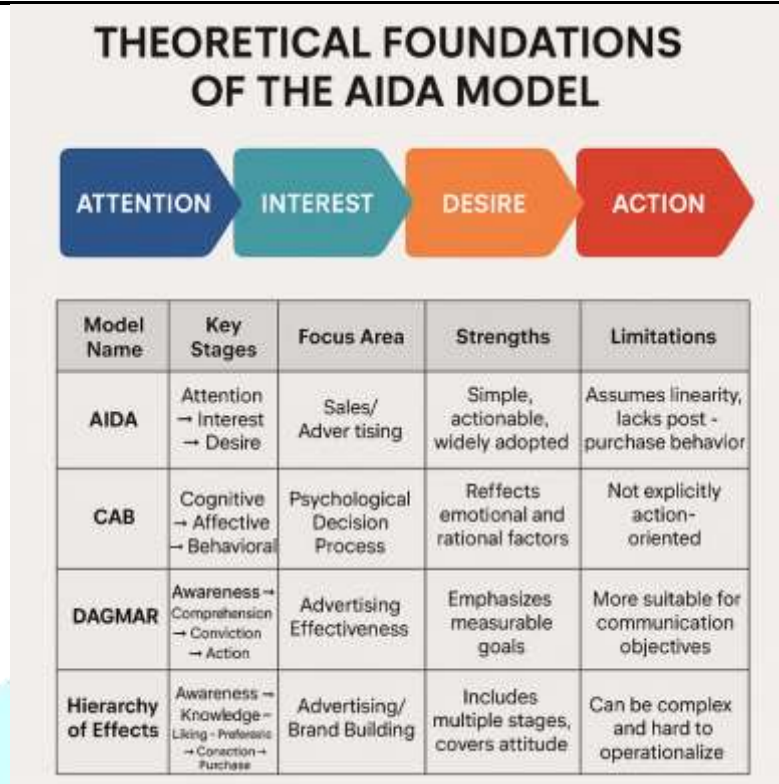 THEORETICAL FOUNDATIONS
OF THE AIDA MODEL
ATTENTION
INTEREST
DESIRE
ACTION
Model
Name
Key
Stages
Focus Area
Strengths
Limitations
AIDA
Attention
→ Interest
→ Desire
Sales/
Adver tising
Simple,
actionable,
widely adopted
Assumes linearity,
lacks post -
purchase behavior
CAB
Cognitive
→ Affective
→ Behavioral
Psychological
Decision
Process
Reffects
emotional and
rational factors
Not explicitly
action-
oriented
DAGMAR
Awareness →
Comprehension
→ Conviction
→ Action
Advertising
Effectiveness
Emphasizes
measurable
goals
More suitable for
communication
objectives
Hierarchy
of Effects
Awareness →
Knowledge –
Liking -
→ →
Purchase
Advertising/
Brand Building
Includes
multiple stages,
covers attitude
Can be complex
and hard to
operationalize